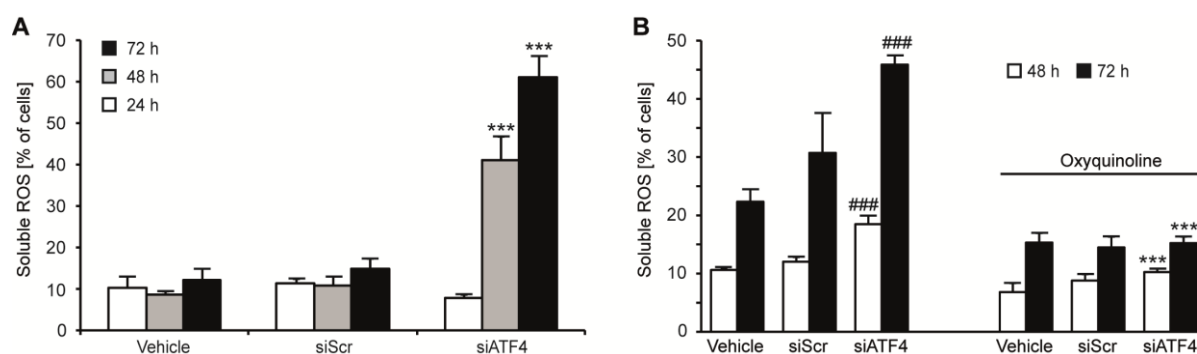 A
Soluble ROS [% of cells]
70
60
50
40
30
20
10
0
72 h
48 h
24 h
***
***
Vehicle
siScr
siATF4
B
Soluble ROS [% of cells]
50
40
30
20
10
0
48 h
72 h
###
###
Oxyquinoline
***
***
Vehicle
siScr
siATF4
Vehicle
siScr
siATF4